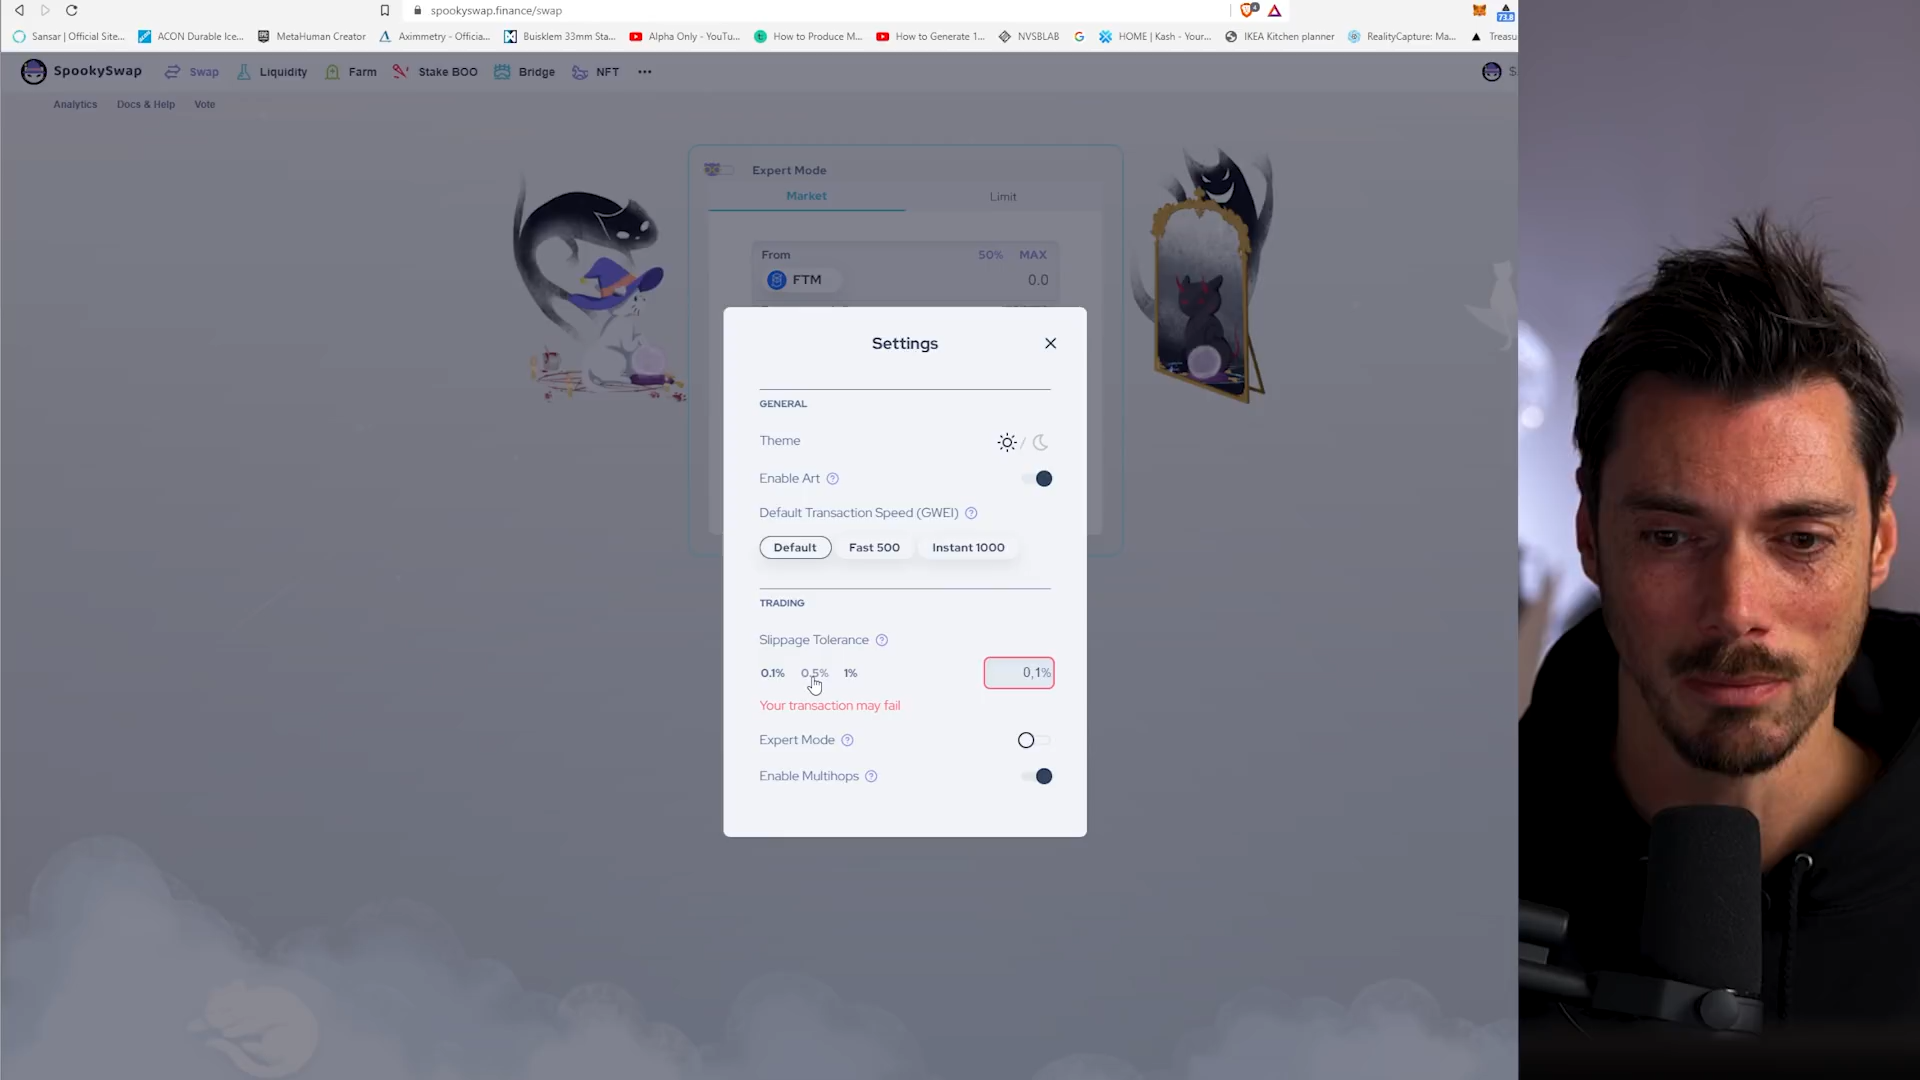 spookyswap.finance/swap
4
73.8
Sansar | Official Site...
ACON Durable Ice...
MetaHuman Creator
Aximmetry - Officia...
Buisklem 33mm Sta...
Alpha Only - YouTu...
How to Produce M...
How to Generate 1...
NVSBLAB
HOME | Kash - Your...
IKEA Kitchen planner
RealityCapture: Ma...
Treasu
SpookySwap
Swap
Liquidity
Farm
Stake BOO
Bridge
NFT
...
$
Analytics
Docs & Help
Vote
Expert Mode
Market
Limit
From
50%
MAX
FTM
0.0
Settings
GENERAL
Theme
/
Enable Art ?
Default Transaction Speed (GWEI) ?
Default
Fast 500
Instant 1000
TRADING
Slippage Tolerance ?
0.1%
0.5%
1%
0,1%
Your transaction may fail
Expert Mode ?
Enable Multihops ?